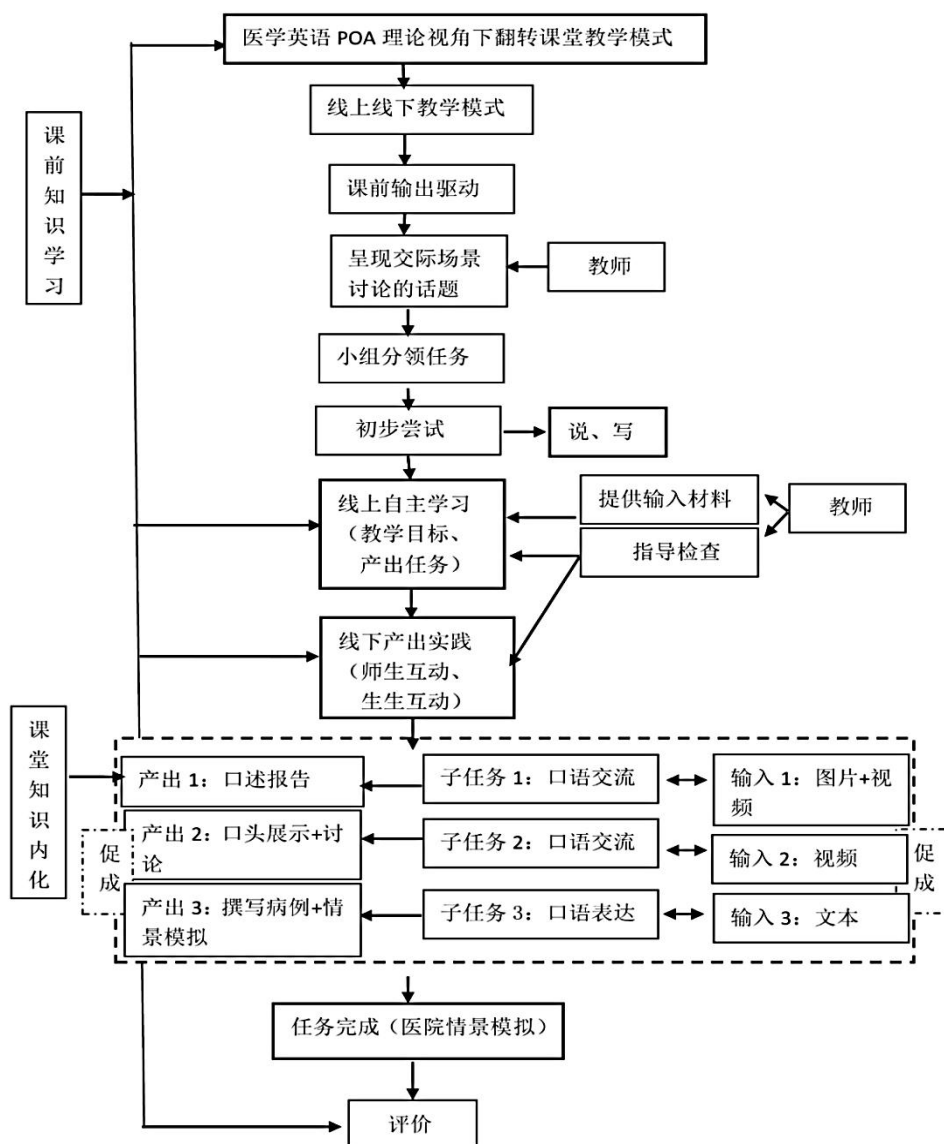 医学英语 POA 理论视角下翻转课堂教学模式
线上线下教学模式
课前知识学习
课前输出驱动
呈现交际场景
讨论的话题
教师
小组分领任务
初步尝试
说、写
线上自主学习
（教学目标、
产出任务）
提供输入材料
教师
指导检查
线下产出实践
（师生互动、
生生互动）
课堂知识内化
产出 1：口述报告
子任务 1：口语交流
输入 1：图片+视
频
产出 2：口头展示+讨
论
子任务 2：口语交流
输入 2：视频
促成
促成
产出 3：撰写病例+情
景模拟
子任务 3：口语表达
输入 3：文本
任务完成（医院情景模拟）
评价